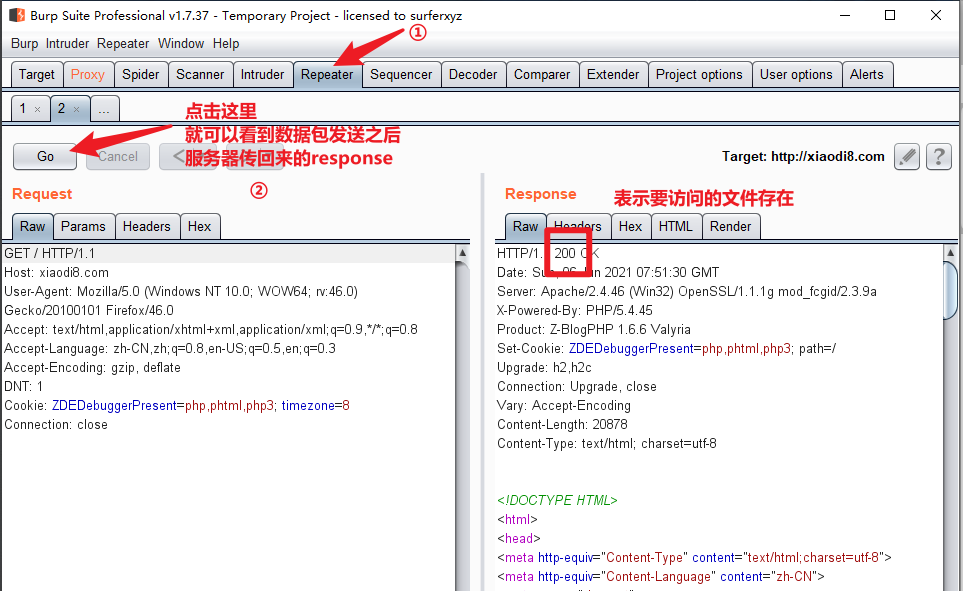 Burp Suite Professional v1.7.37 - Temporary Project - licensed to surferxyz
Burp Intruder Repeater Window Help
①
Target Proxy Spider Scanner Intruder Repeater Sequencer Decoder Comparer Extender Project options User options Alerts
1 × 2 × ...
点击这里
就可以看到数据包发送之后
服务器传回来的response
②
Go Cancel < Target: http://xiaodi8.com ?
Request
Raw Params Headers Hex
GET / HTTP/1.1
Host: xiaodi8.com
User-Agent: Mozilla/5.0 (Windows NT 10.0; WOW64; rv:46.0)
Gecko/20100101 Firefox/46.0
Accept: text/html,application/xhtml+xml,application/xml;q=0.9,*/*;q=0.8
Accept-Language: zh-CN,zh;q=0.8,en-US;q=0.5,en;q=0.3
Accept-Encoding: gzip, deflate
DNT: 1
Cookie: ZDEDebuggerPresent=php,phtml,php3; timezone=8
Connection: close
Response
表示要访问的文件存在
Raw Headers Hex HTML Render
HTTP/1.1 200 OK
Date: Sun, 06 Jun 2021 07:51:30 GMT
Server: Apache/2.4.46 (Win32) OpenSSL/1.1.1g mod_fcgid/2.3.9a
X-Powered-By: PHP/5.4.45
Product: Z-BlogPHP 1.6.6 Valyria
Set-Cookie: ZDEDebuggerPresent=php,phtml,php3; path=/
Upgrade: h2,h2c
Connection: Upgrade, close
Vary: Accept-Encoding
Content-Length: 20878
Content-Type: text/html; charset=utf-8
<!DOCTYPE HTML>
<html>
<head>
<meta http-equiv="Content-Type" content="text/html;charset=utf-8">
<meta http-equiv="Content-Language" content="zh-CN">